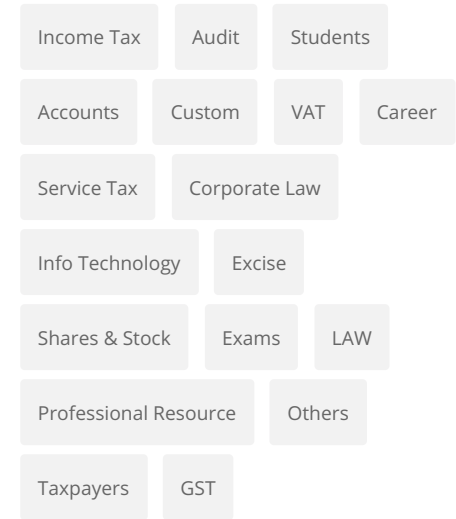 Income Tax Audit Students
Accounts Custom VAT Career
Service Tax Corporate Law
Info Technology Excise
Shares & Stock Exams LAW
Professional Resource Others
Taxpayers GST